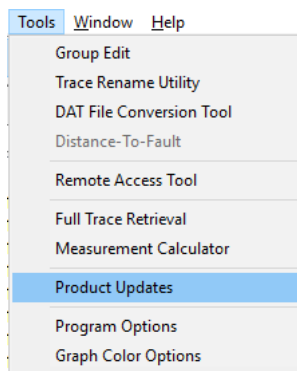 Tools Window Help
Group Edit
Trace Rename Utility
DAT File Conversion Tool
Distance-To-Fault
Remote Access Tool
Full Trace Retrieval
Measurement Calculator
Product Updates
Program Options
Graph Color Options